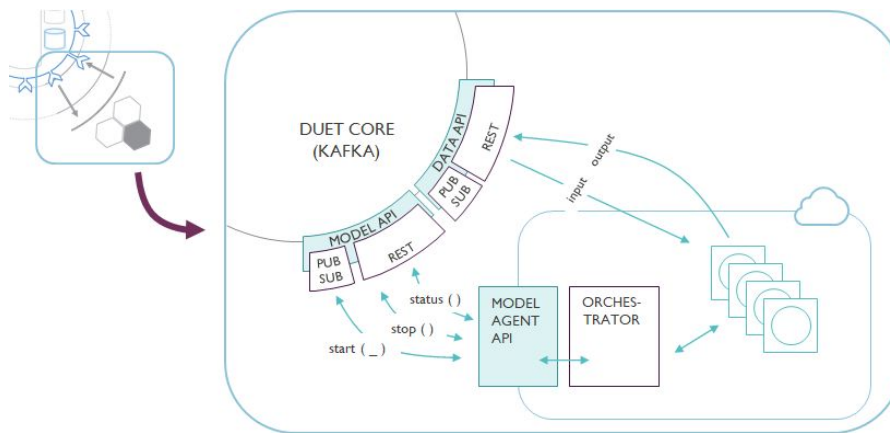 DUET CORE
(KAFKA)
DATA API
REST
PUB
SUB
MODEL API
PUB
SUB
REST
input
output
status ( )
stop ( )
start ( _ )
MODEL
AGENT
API
ORCHES-
TRATOR